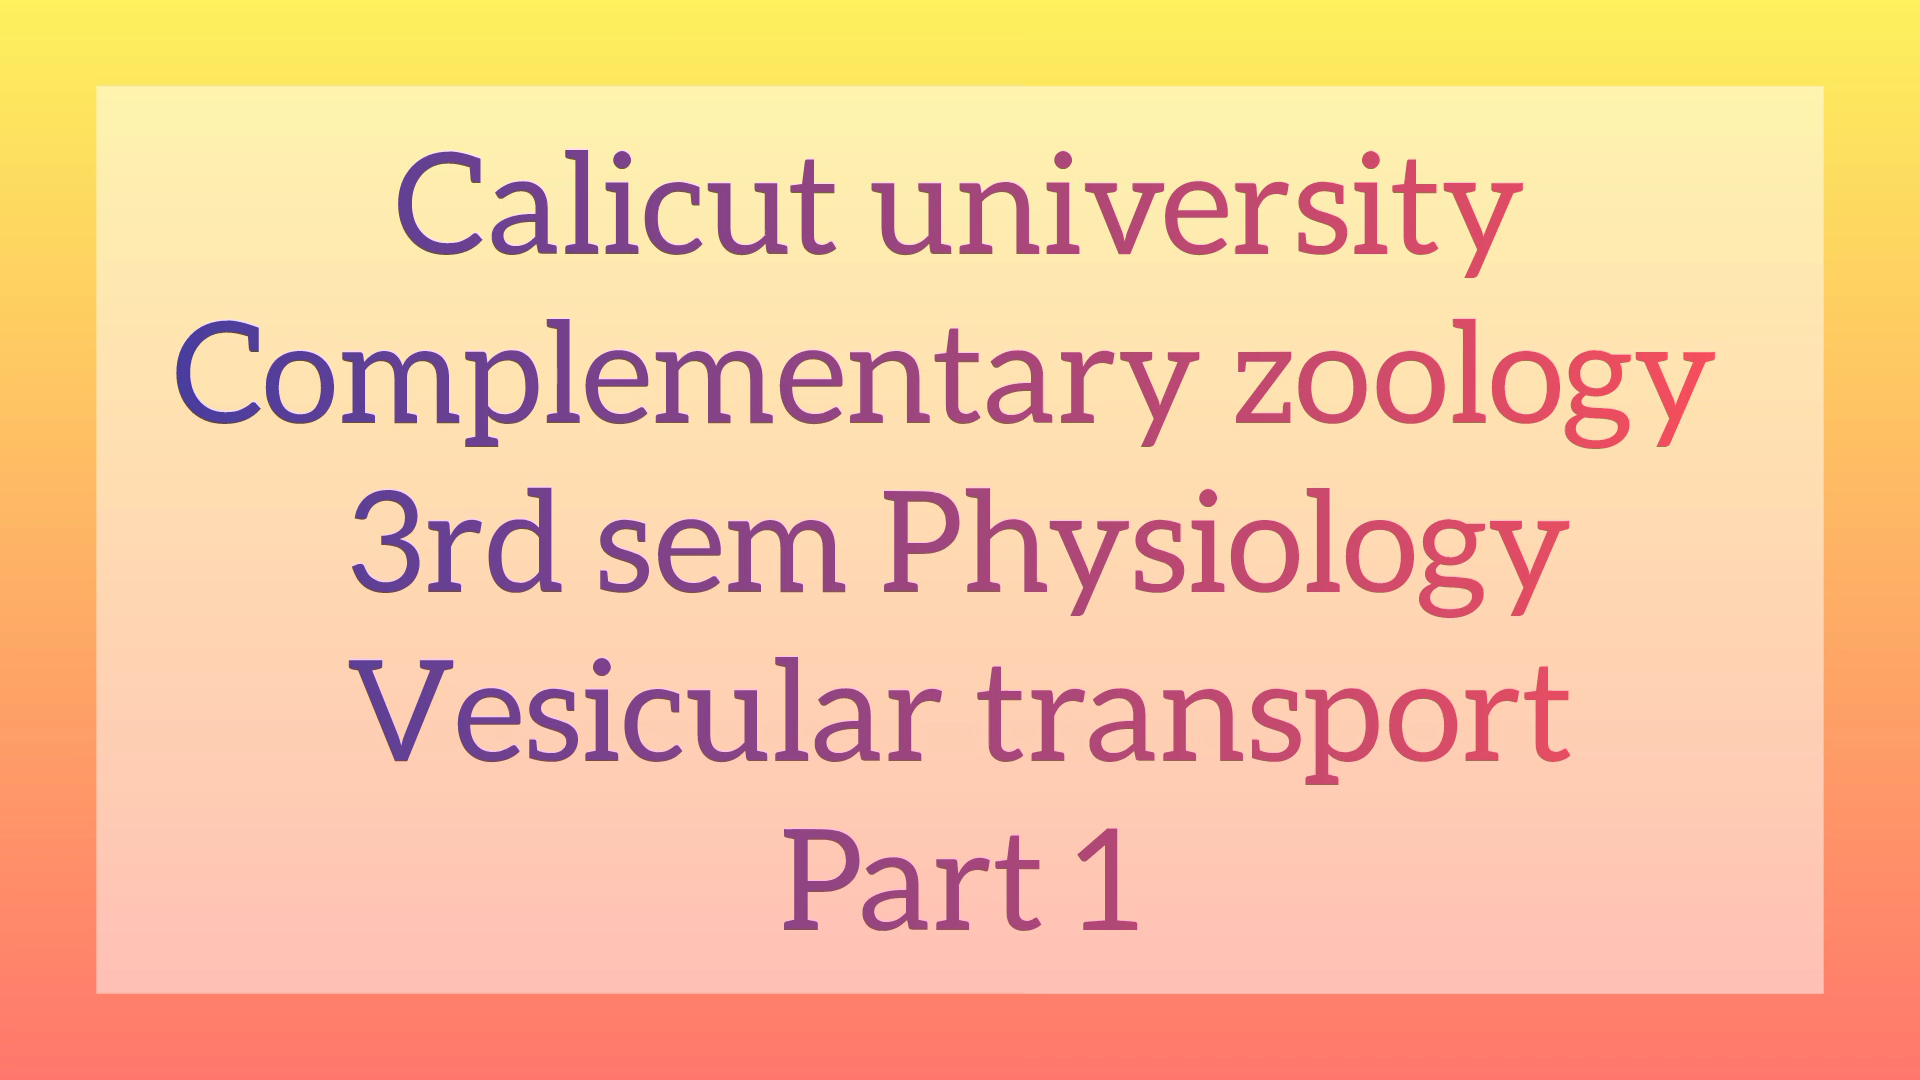 Calicut university
Complementary zoology
3rd sem Physiology
Vesicular transport
Part 1